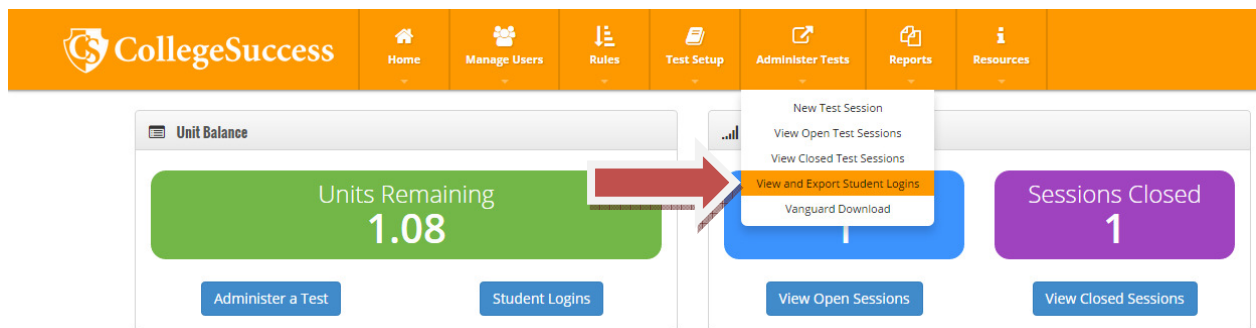 CS CollegeSuccess
Home
Manage Users
Rules
Test Setup
Administer Tests
Reports
Resources
New Test Session
View Open Test Sessions
View Closed Test Sessions
View and Export Student Logins
Vanguard Download
Unit Balance
Units Remaining
1.08
Administer a Test
Student Logins
1
View Open Sessions
Sessions Closed
1
View Closed Sessions